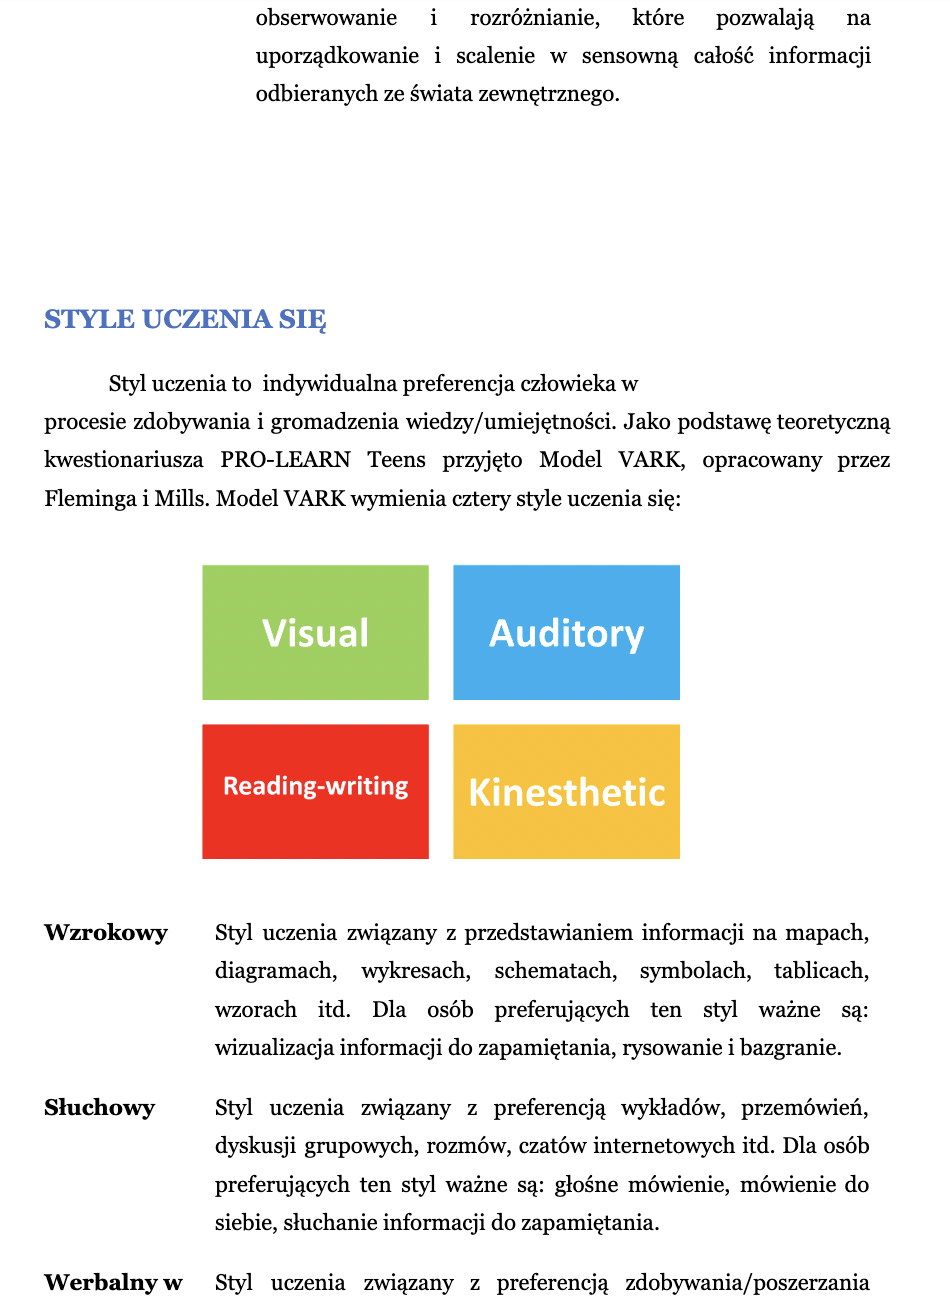 obserwowanie i rozróżnianie, które pozwalają na
uporządkowanie i scalenie w sensowną całość informacji
odbieranych ze świata zewnętrznego.
STYLE UCZENIA SIĘ
Styl uczenia to indywidualna preferencja człowieka w
procesie zdobywania i gromadzenia wiedzy/umiejętności. Jako podstawę teoretyczną
kwestionariusza PRO-LEARN Teens przyjęto Model VARK, opracowany przez
Fleminga i Mills. Model VARK wymienia cztery style uczenia się:
Visual
Auditory
Reading-writing
Kinesthetic
Wzrokowy
Styl uczenia związany z przedstawianiem informacji na mapach,
diagramach, wykresach, schematach, symbolach, tablicach,
wzorach itd. Dla osób preferujących ten styl ważne są:
wizualizacja informacji do zapamiętania, rysowanie i bazgranie.
Słuchowy
Styl uczenia związany z preferencją wykładów, przemówień,
dyskusji grupowych, rozmów, czatów internetowych itd. Dla osób
preferujących ten styl ważne są: głośne mówienie, mówienie do
siebie, słuchanie informacji do zapamiętania.
Werbalny w
Styl uczenia związany z preferencją zdobywania/poszerzania